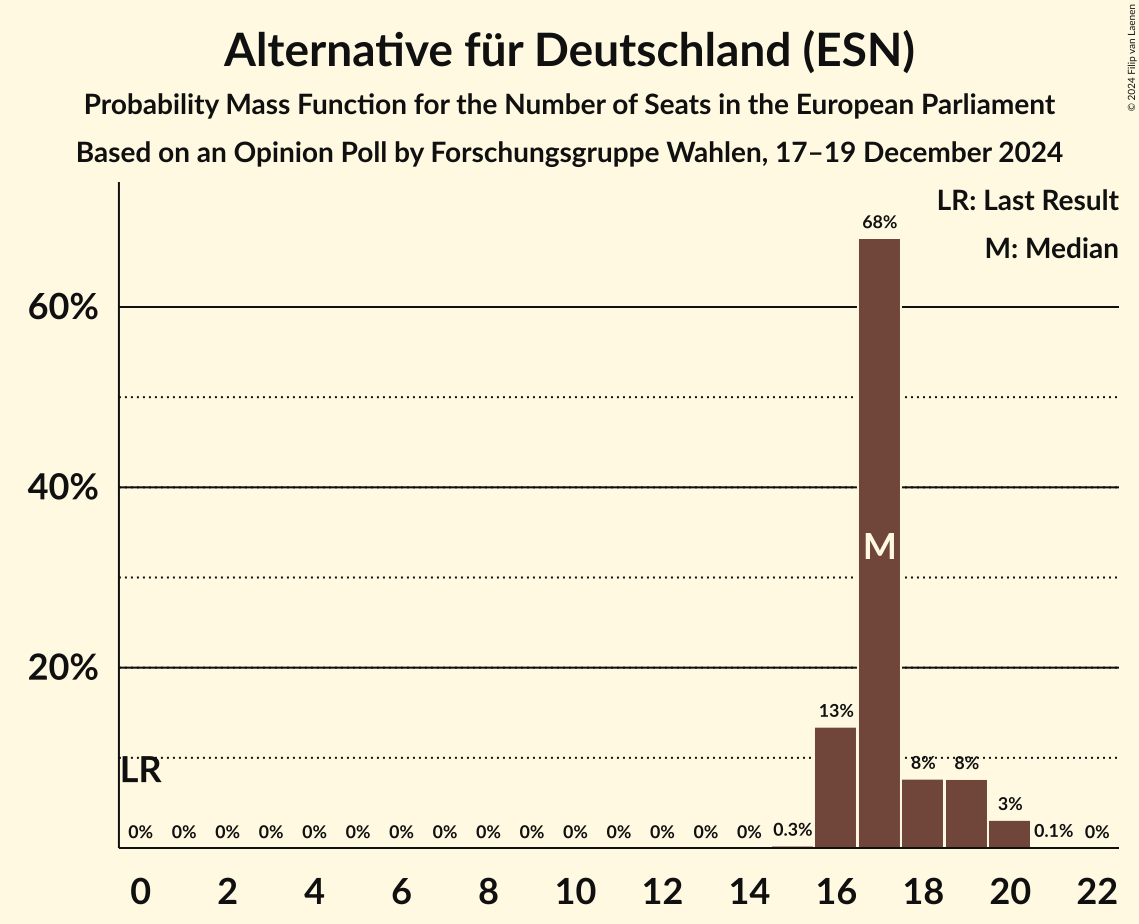 Alternative für Deutschland (ESN)
Probability Mass Function for the Number of Seats in the European Parliament
Based on an Opinion Poll by Forschungsgruppe Wahlen, 17–19 December 2024
© 2024 Filip van Laenen
LR: Last Result
M: Median
68%
60%
40%
M
20%
13%
LR
8% 8%
3%
0% 0% 0% 0% 0% 0% 0% 0% 0% 0% 0% 0% 0% 0% 0% 0.3% 0.1% 0%
0 2 4 6 8 10 12 14 16 18 20 22